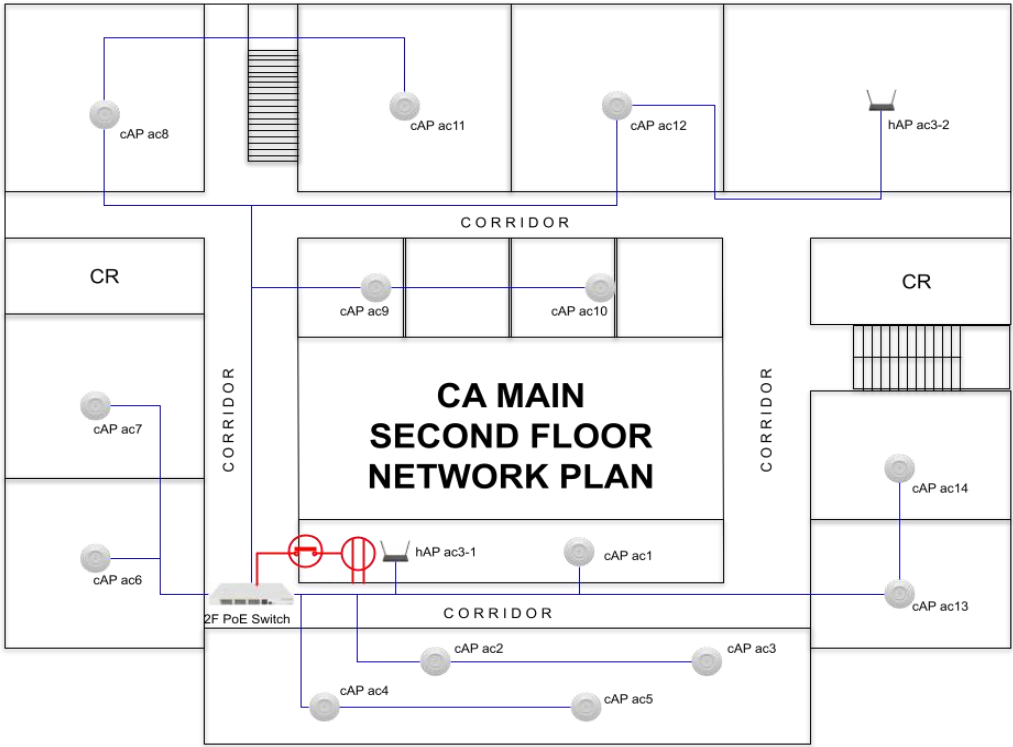 cAP ac8
cAP ac11
cAP ac12
hAP ac3-2
CORRIDOR
CR
cAP ac9
cAP ac10
CR
CORRIDOR
CA MAIN
SECOND FLOOR
NETWORK PLAN
CORRIDOR
cAP ac7
cAP ac14
cAP ac6
hAP ac3-1
cAP ac1
cAP ac13
2F PoE Switch
CORRIDOR
cAP ac2
cAP ac3
cAP ac4
cAP ac5